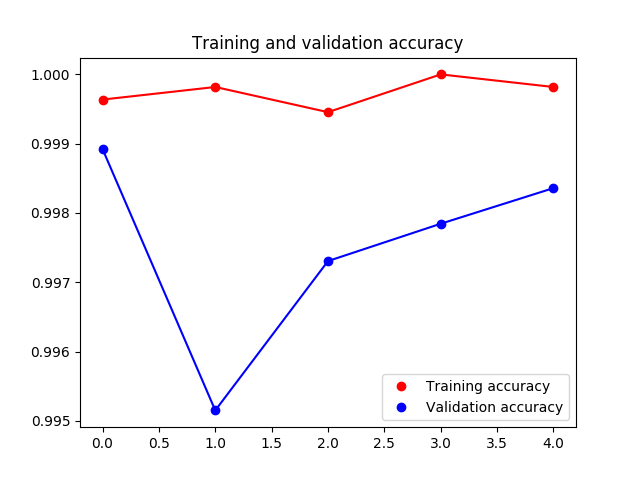 Training and validation accuracy
1.000
0.999
0.998
0.997
0.996
0.995
Training accuracy
Validation accuracy
0.0 0.5 1.0 1.5 2.0 2.5 3.0 3.5 4.0